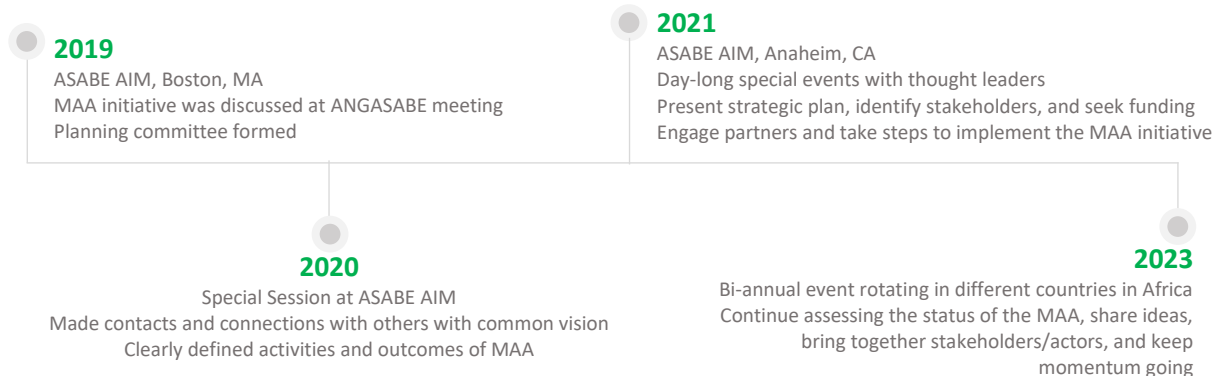 2019
ASABE AIM, Boston, MA
MAA initiative was discussed at ANGASABE meeting
Planning committee formed
2021
ASABE AIM, Anaheim, CA
Day-long special events with thought leaders
Present strategic plan, identify stakeholders, and seek funding
Engage partners and take steps to implement the MAA initiative
2020
Special Session at ASABE AIM
Made contacts and connections with others with common vision
Clearly defined activities and outcomes of MAA
2023
Bi-annual event rotating in different countries in Africa
Continue assessing the status of the MAA, share ideas,
bring together stakeholders/actors, and keep
momentum going